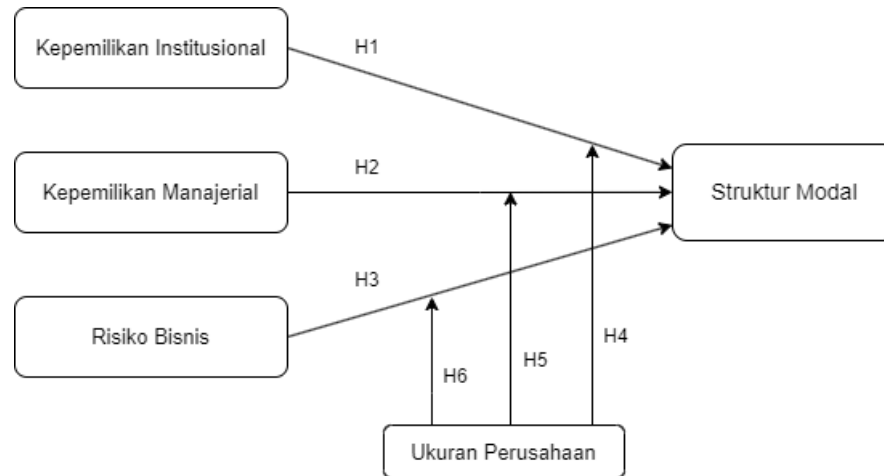 Kepemilikan Institusional
H1
Kepemilikan Manajerial
H2
Struktur Modal
H3
Risiko Bisnis
H4
H5
H6
Ukuran Perusahaan